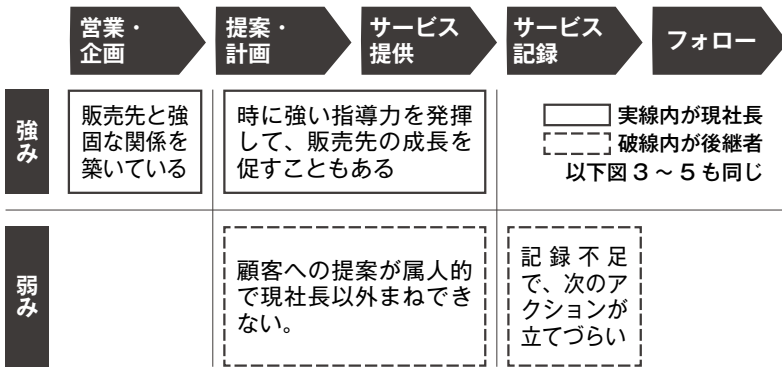 営業・
企画
提案・
計画
サービス
提供
サービス
記録
フォロー
強み
販売先と強
固な関係を
築いている
時に強い指導力を発揮
して、販売先の成長を
促すこともある
実線内が現社長
破線内が後継者
以下図3～5も同じ
弱み
顧客への提案が属人的
で現社長以外まねでき
ない。
記録不足
で、次のア
クションが
立てづらい